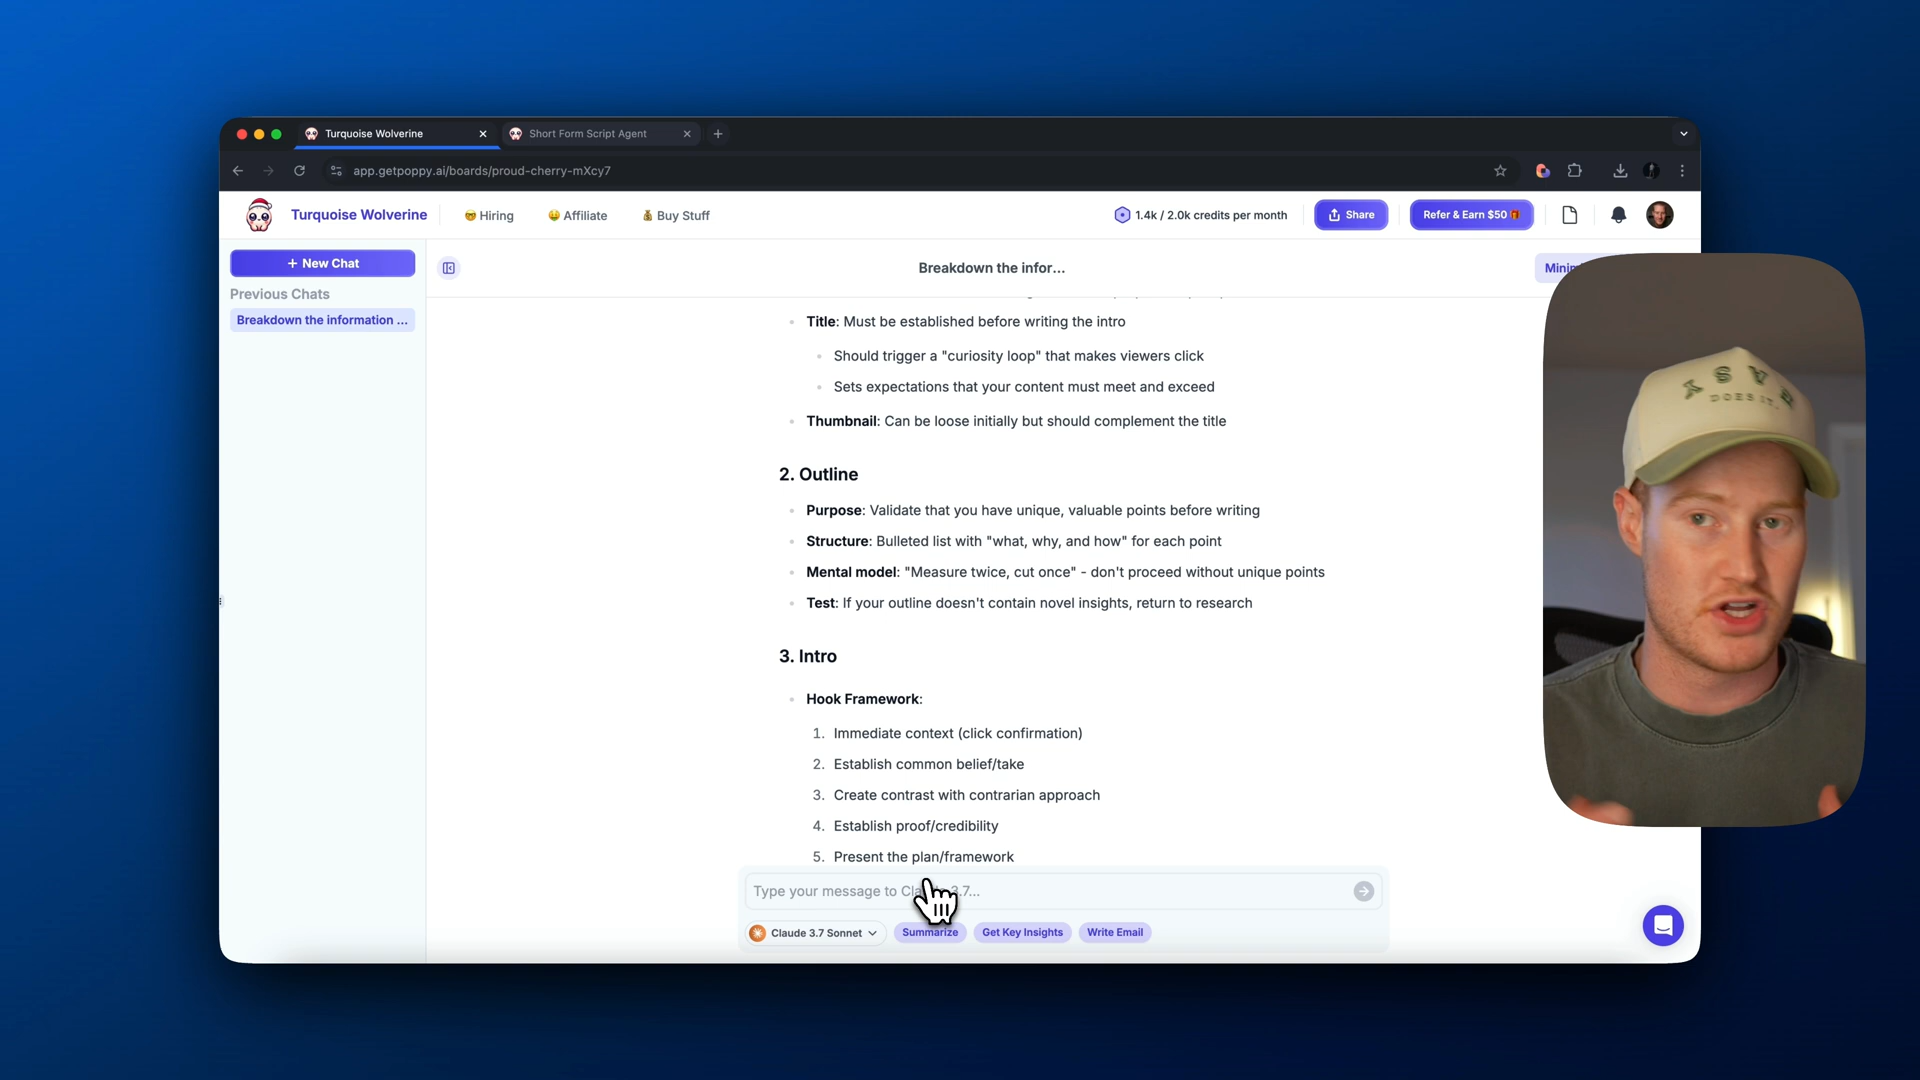 Turquoise Wolverine
Short Form Script Agent
app.getpoppy.ai/boards/proud-cherry-mXcy7
Turquoise Wolverine
Hiring
Affiliate
Buy Stuff
1.4k / 2.0k credits per month
Share
Refer & Earn $50
+ New Chat
Breakdown the infor...
Previous Chats
Breakdown the information ...
Title: Must be established before writing the intro
Should trigger a "curiosity loop" that makes viewers click
Sets expectations that your content must meet and exceed
Thumbnail: Can be loose initially but should complement the title
2. Outline
Purpose: Validate that you have unique, valuable points before writing
Structure: Bulleted list with "what, why, and how" for each point
Mental model: "Measure twice, cut once" - don't proceed without unique points
Test: If your outline doesn't contain novel insights, return to research
3. Intro
Hook Framework:
1. Immediate context (click confirmation)
2. Establish common belief/take
3. Create contrast with contrarian approach
4. Establish proof/credibility
5. Present the plan/framework
Type your message to 3.7...
Claude 3.7 Sonnet
Summarize
Get Key Insights
Write Email
DOES IT.